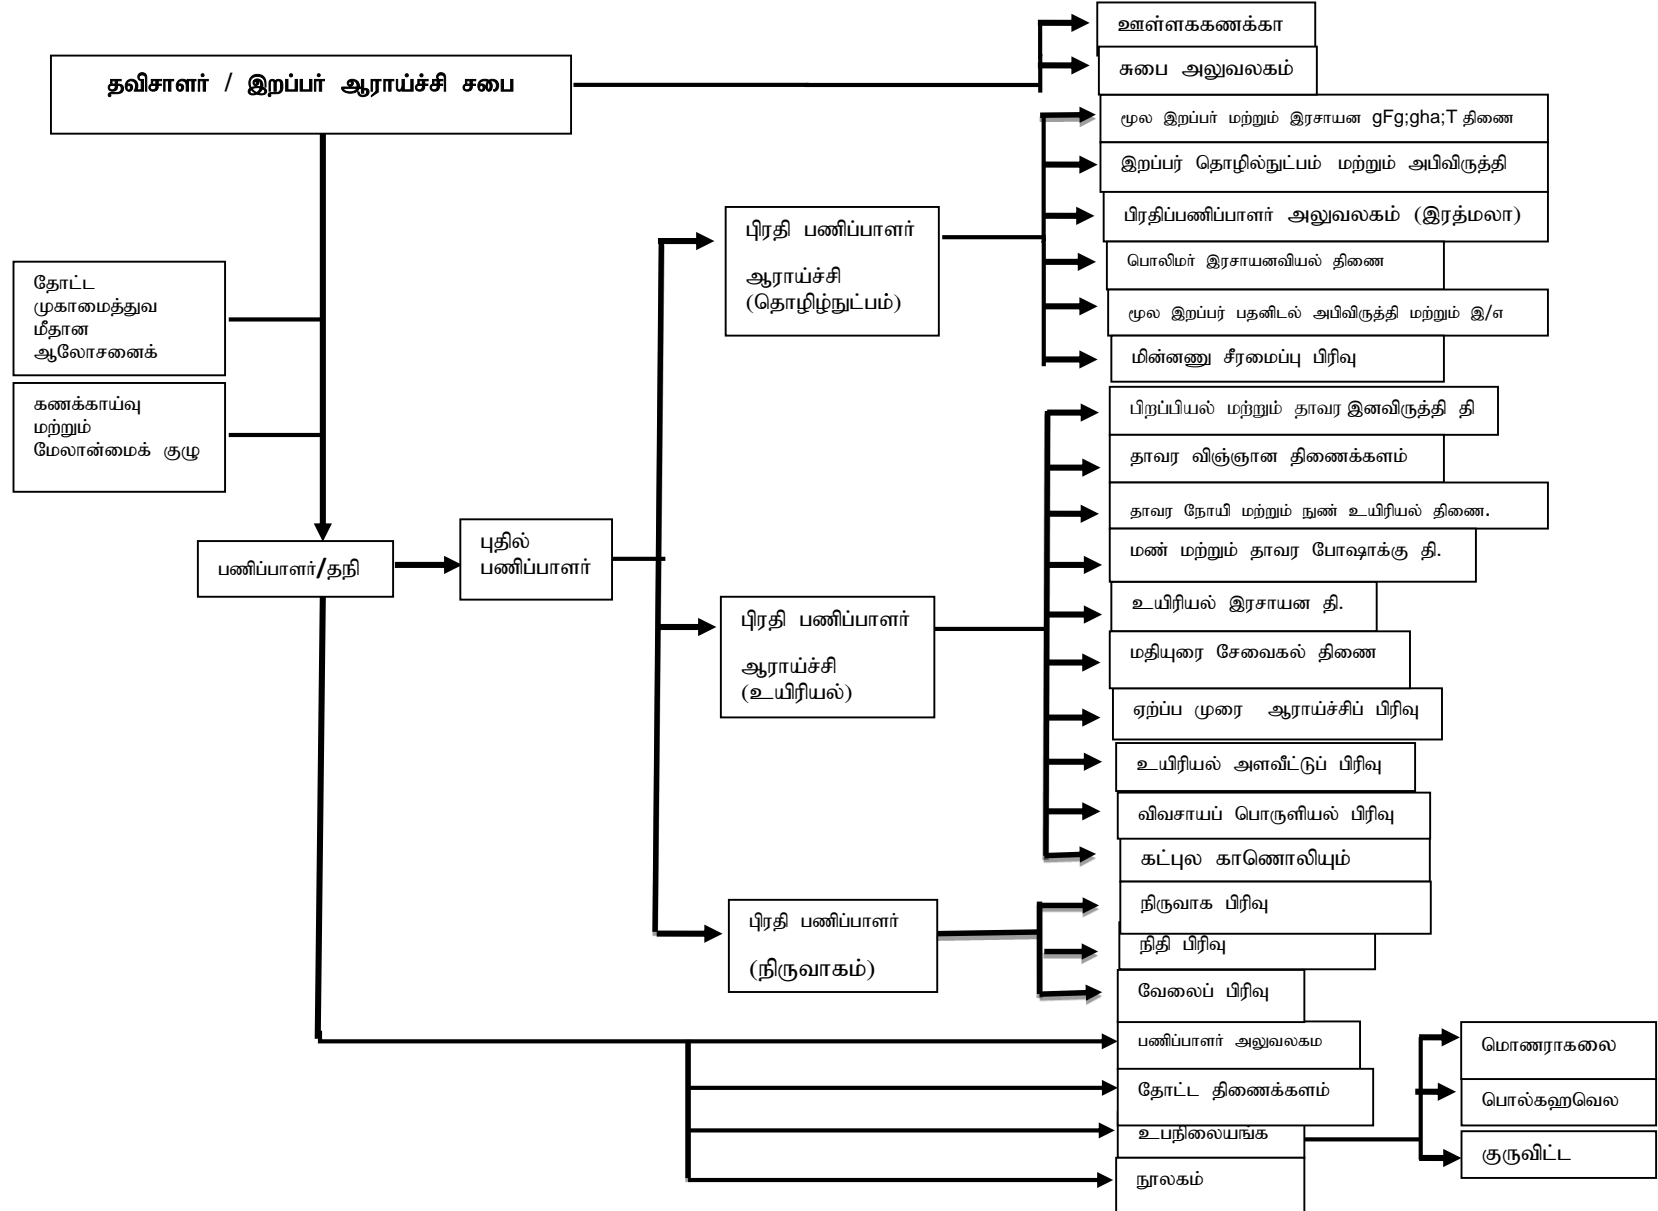 ஊள்ளககணக்கா
தவிசாளர் / இறப்பர் ஆராய்ச்சி சபை
சுபை அலுவலகம்
மூல இறப்பர் மற்றும் இரசாயன gFg;gha;T திணை
இறப்பர் தொழில்நுட்பம் மற்றும் அபிவிருத்தி
பிரதிப்பணிப்பாளர் அலுவலகம் (இரத்மலா)
பிரதி பணிப்பாளர்
ஆராய்ச்சி
(தொழிழ்நுட்பம்)
பொலிமர் இரசாயனவியல் திணை
மூல இறப்பர் பதனிடல் அபிவிருத்தி மற்றும் இ/எ
மின்னணு சீரமைப்பு பிரிவு
தோட்ட
முகாமைத்துவ
மீதான
ஆலோசனைக்
கணக்காய்வு
மற்றும்
மேலான்மைக் குழு
பிறப்பியல் மற்றும் தாவர இனவிருத்தி தி
தாவர விஞ்ஞான திணைக்களம்
தாவர நோயி மற்றும் நுண் உயிரியல் திணை.
மண் மற்றும் தாவர போஷாக்கு தி.
பணிப்பாளர்/தநி
புதில்
பணிப்பாளர்
உயிரியல் இரசாயன தி.
பிரதி பணிப்பாளர்
ஆராய்ச்சி
(உயிரியல்)
மதியுரை சேவைகல் திணை
ஏற்ப்ப முரை ஆராய்ச்சிப் பிரிவு
உயிரியல் அளவீட்டுப் பிரிவு
விவசாயப் பொருளியல் பிரிவு
கட்புல காணொலியும்
பிரதி பணிப்பாளர்
(நிருவாகம்)
நிருவாக பிரிவு
நிதி பிரிவு
வேலைப் பிரிவு
பணிப்பாளர் அலுவலகம
தோட்ட திணைக்களம்
உபநிலையங்க
நூலகம்
மொணராகலை
பொல்கஹவெல
குருவிட்ட